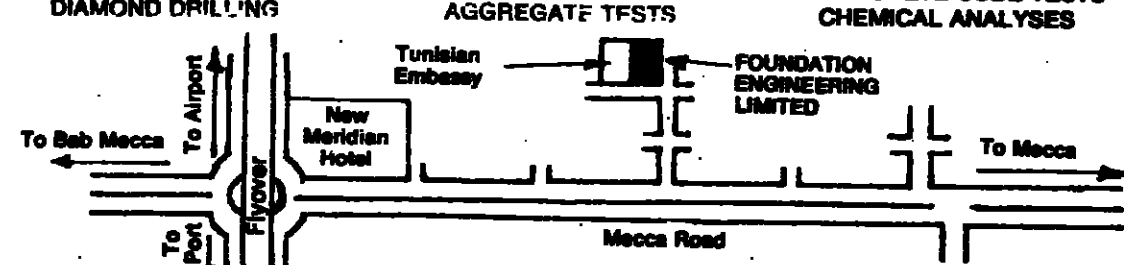 DIAMOND DRILLING
AGGREGATE TESTS
CHEMICAL ANALYSES
Tunisian
Embassy
FOUNDATION
ENGINEERING
LIMITED
To Airport
New
Meridian
Hotel
To Bab Mecca
To Mecca
Flyover
To
Port
Mecca Road